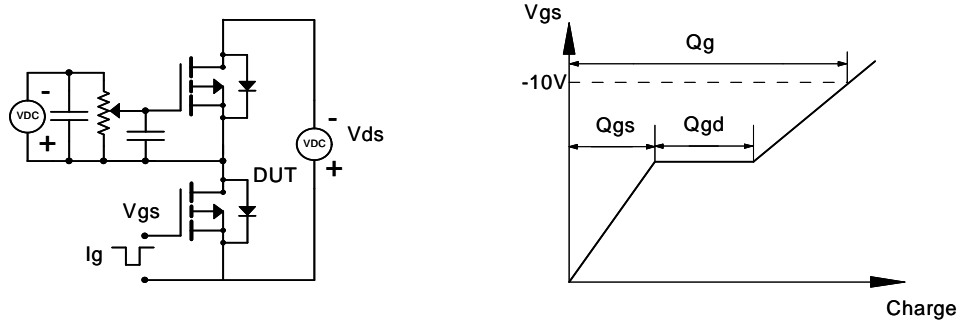 -
VDC
+
-
VDC
+
Vds
DUT
Vgs
Ig
Vgs
Qg
-10V
Qgs
Qgd
Charge